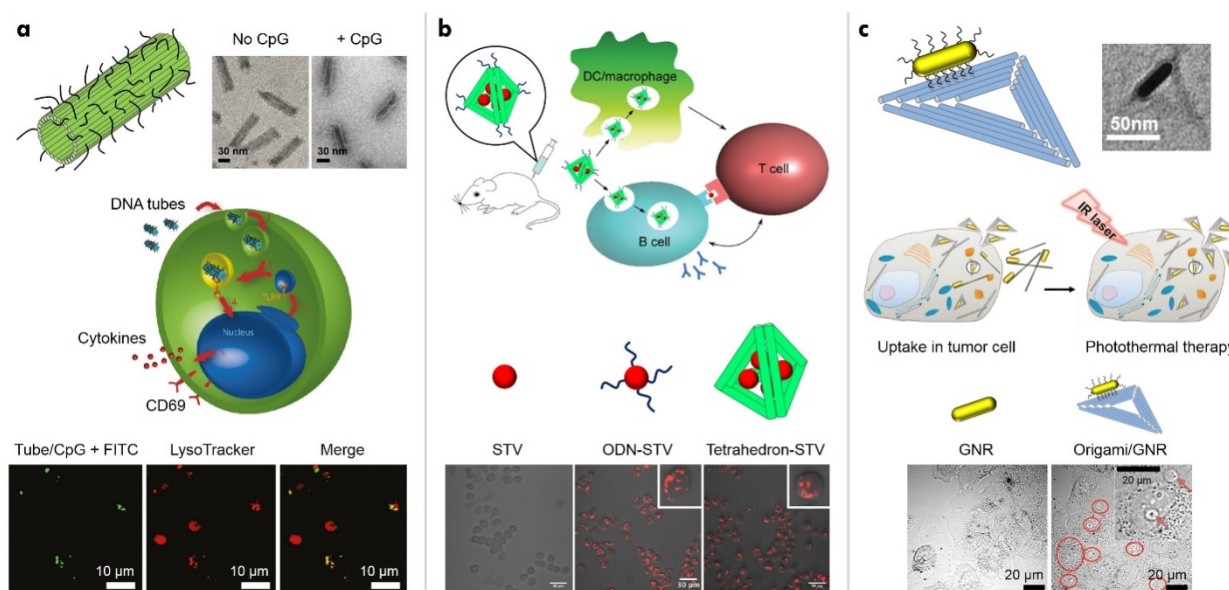 a
No CpG
+ CpG
30 nm
30 nm
DNA tubes
Nucleus
Cytokines
CD69
Tube/CpG + FITC
LysoTracker
Merge
10 µm
10 µm
10 µm
b
DC/macrophage
T cell
B cell
STV
ODN-STV
Tetrahedron-STV
30 µm
c
50nm
IR laser
Uptake in tumor cell
Photothermal therapy
GNR
Origami/GNR
20 µm
20 µm
20 µm